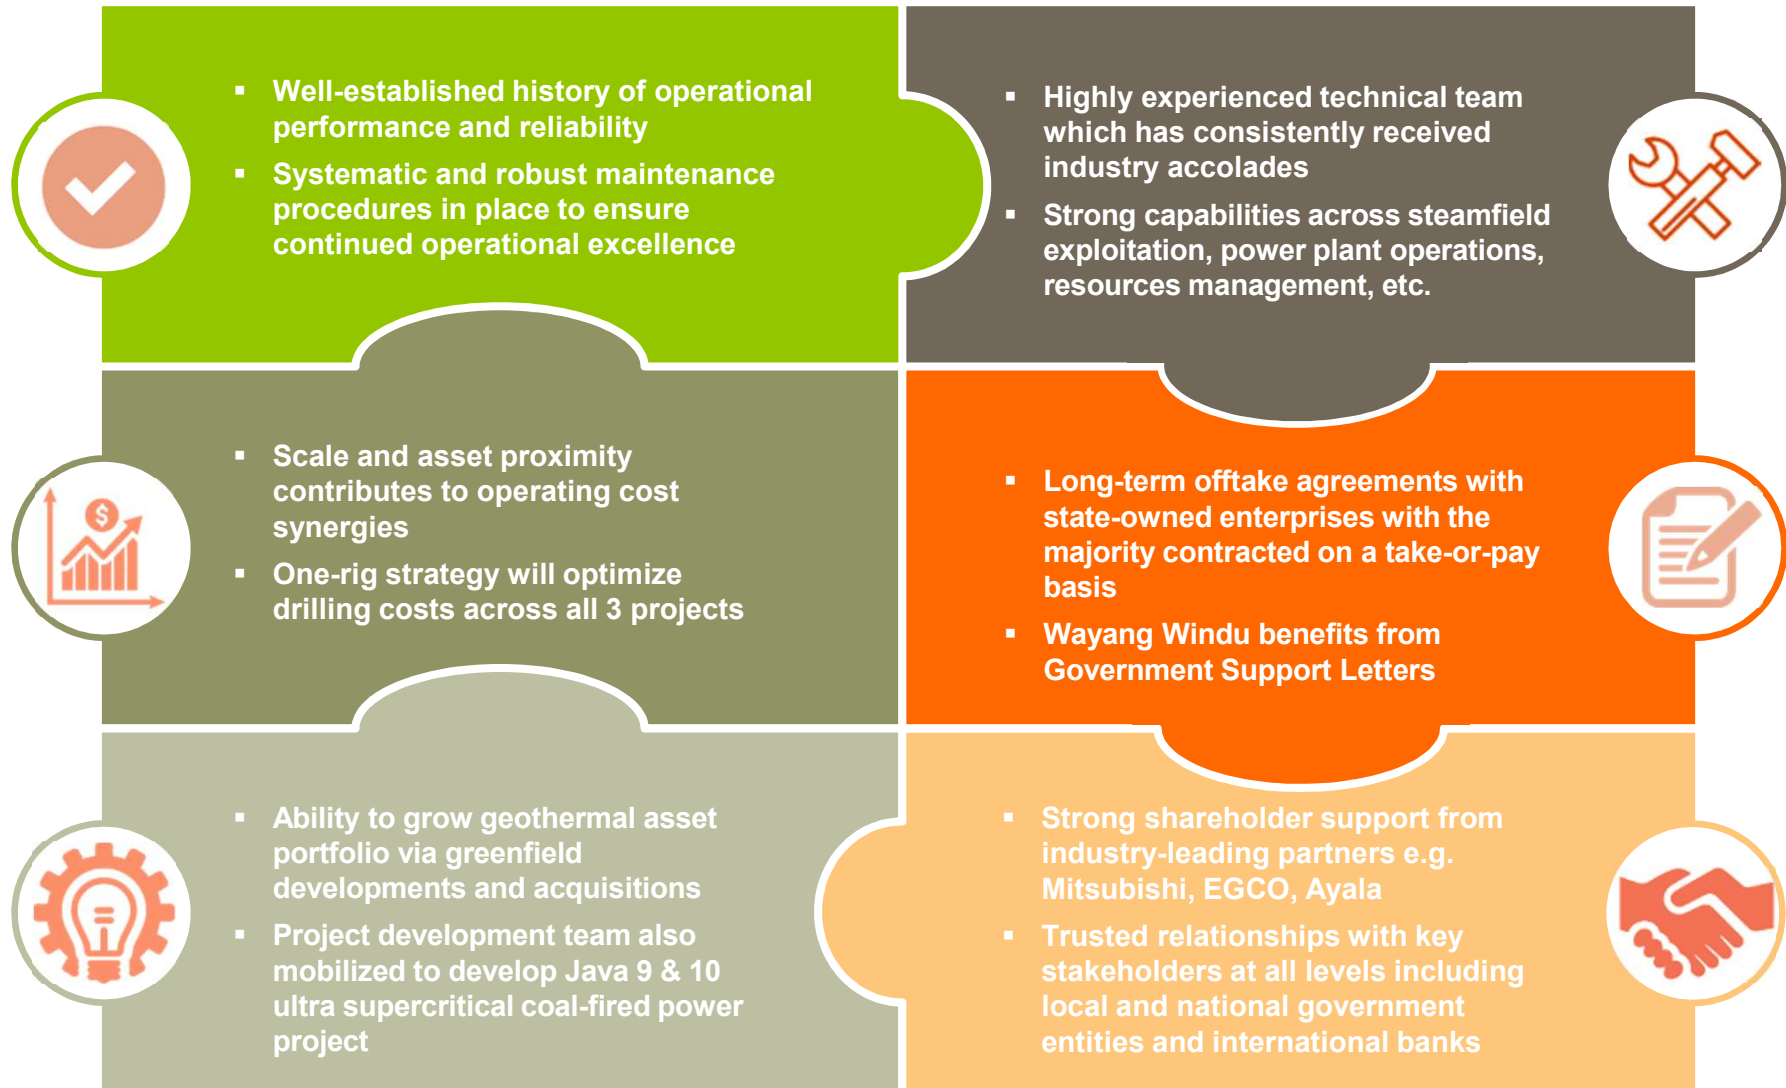 ▪ Well-established history of operational
performance and reliability
▪ Systematic and robust maintenance
procedures in place to ensure
continued operational excellence
▪ Highly experienced technical team
which has consistently received
industry accolades
▪ Strong capabilities across steamfield
exploitation, power plant operations,
resources management, etc.
▪ Scale and asset proximity
contributes to operating cost
synergies
▪ One-rig strategy will optimize
drilling costs across all 3 projects
▪ Long-term offtake agreements with
state-owned enterprises with the
majority contracted on a take-or-pay
basis
▪ Wayang Windu benefits from
Government Support Letters
▪ Ability to grow geothermal asset
portfolio via greenfield
developments and acquisitions
▪ Project development team also
mobilized to develop Java 9 & 10
ultra supercritical coal-fired power
project
▪ Strong shareholder support from
industry-leading partners e.g.
Mitsubishi, EGCO, Ayala
▪ Trusted relationships with key
stakeholders at all levels including
local and national government
entities and international banks
$